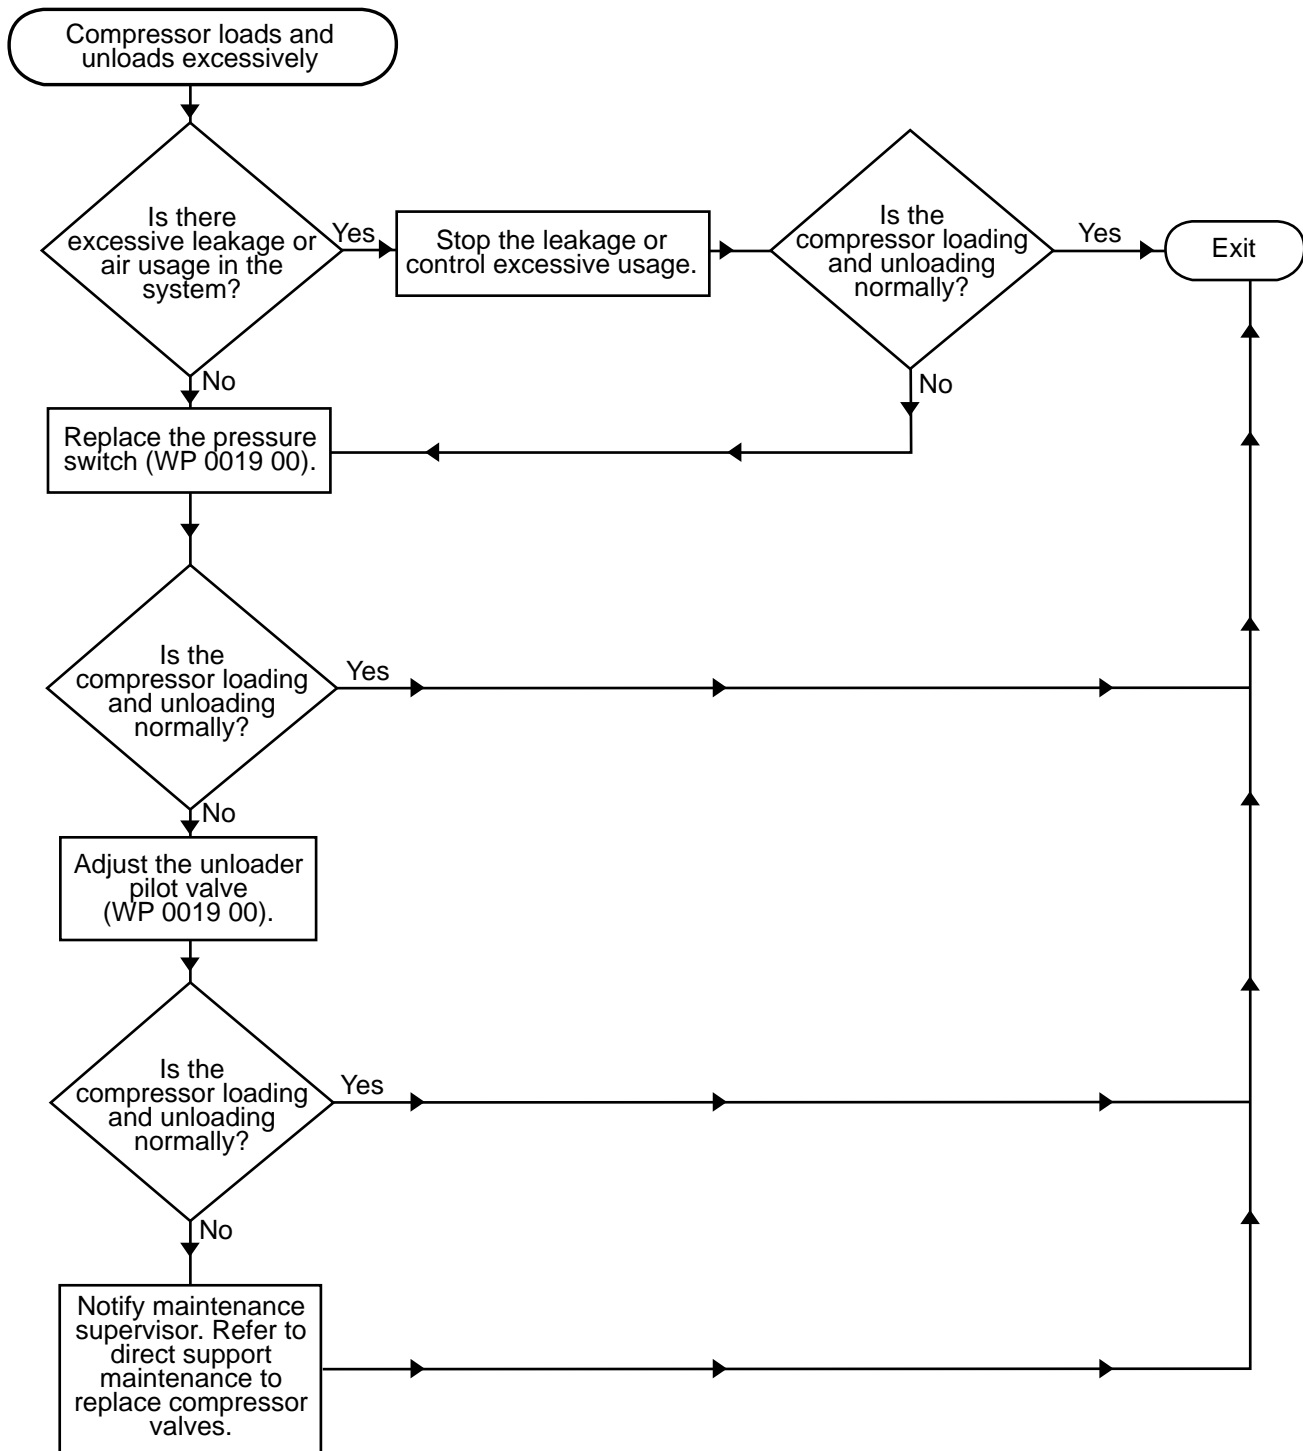 Compressor loads and
unloads excessively
Is there
excessive leakage or
air usage in the
system?
Yes
Stop the leakage or
control excessive usage.
Is the
compressor loading
and unloading
normally?
Yes
Exit
No
No
Replace the pressure
switch (WP 0019 00).
Is the
compressor loading
and unloading
normally?
Yes
No
Adjust the unloader
pilot valve
(WP 0019 00).
Is the
compressor loading
and unloading
normally?
Yes
No
Notify maintenance
supervisor. Refer to
direct support
maintenance to
replace compressor
valves.